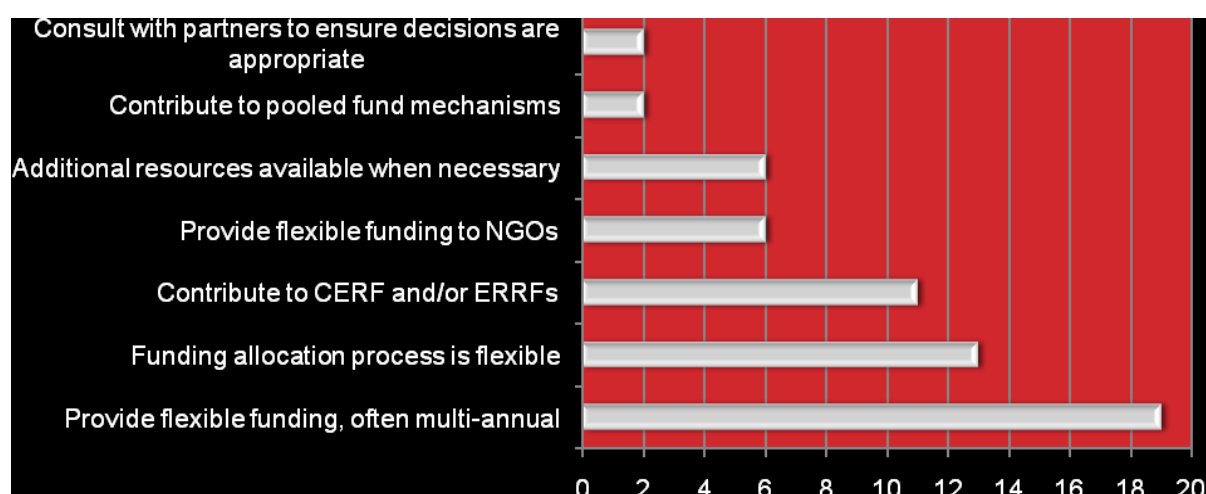 Consult with partners to ensure decisions are
appropriate
Contribute to pooled fund mechanisms
Additional resources available when necessary
Provide flexible funding to NGOs
Contribute to CERF and/or ERRFs
Funding allocation process is flexible
Provide flexible funding, often multi-annual
0 2 4 6 8 10 12 14 16 18 20